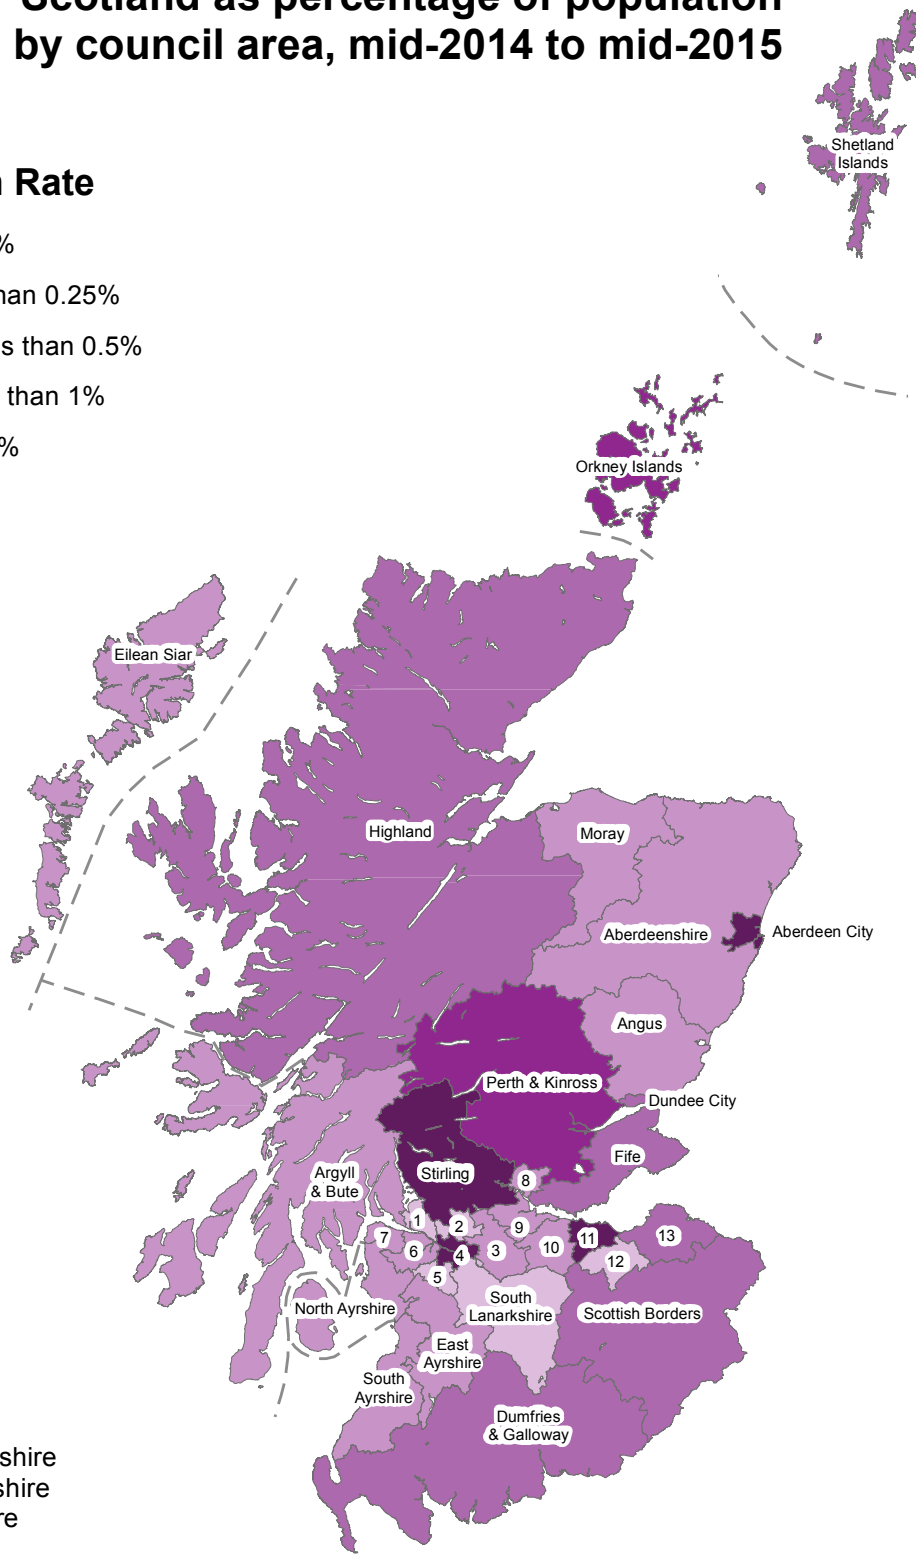 Scotland as percentage of population
by council area, mid-2014 to mid-2015
Rate
%
than 0.25%
than 0.5%
than 1%
%
Shetland
Islands
Orkney Islands
Eilean Siar
Highland
Moray
Aberdeenshire
Aberdeen City
Angus
Perth & Kinross
Dundee City
Fife
Stirling
Argyll
& Bute
8
1
2
9
11
13
7
6
4
3
10
12
5
South
Lanarkshire
North Ayrshire
Scottish Borders
East
Ayrshire
South
Ayrshire
Dumfries
& Galloway
shire
shire
re